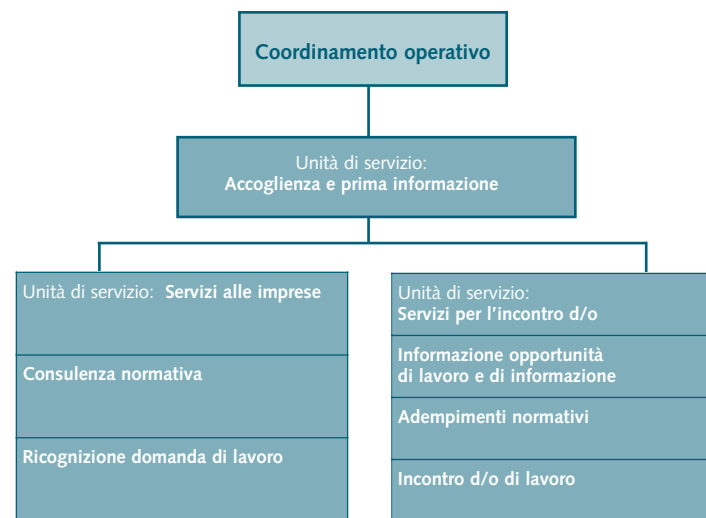 Coordinamento operativo
Unità di servizio:
Accoglienza e prima informazione
Unità di servizio: Servizi alle imprese
Consulenza normativa
Ricognizione domanda di lavoro
Unità di servizio:
Servizi per l'incontro d/o
Informazione opportunità
di lavoro e di informazione
Adempimenti normativi
Incontro d/o di lavoro